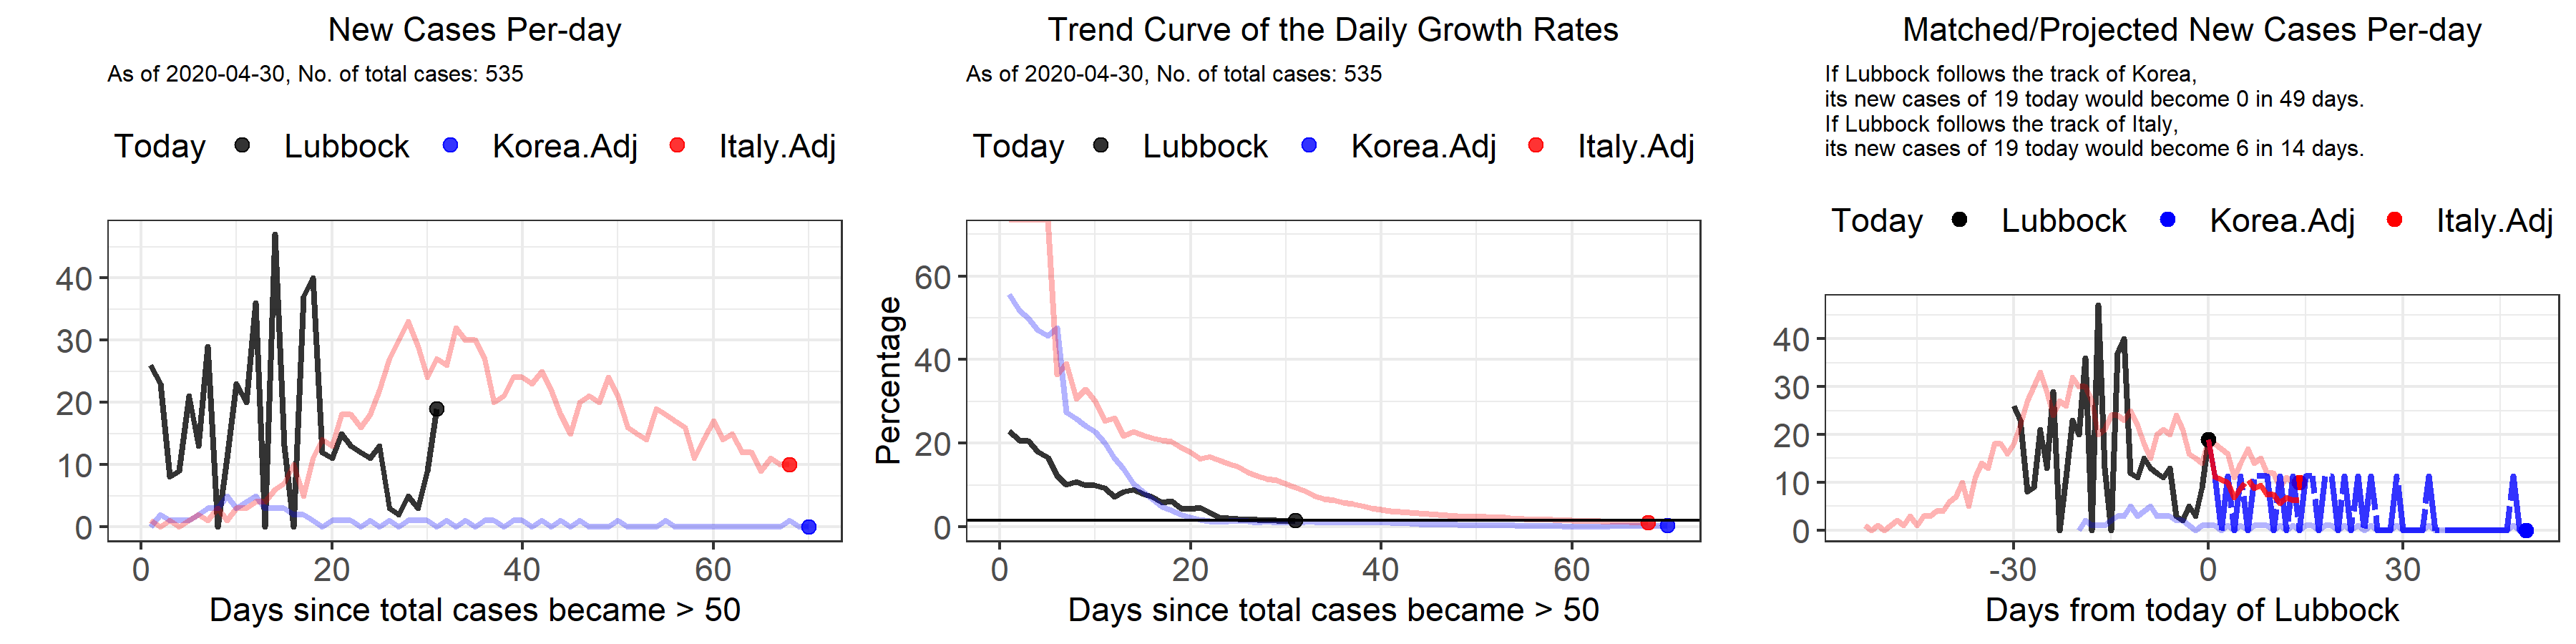 New Cases Per-day
As of 2020-04-30, No. of total cases: 535
Today Lubbock Korea.Adj Italy.Adj
40
30
20
10
0
0 20 40 60
Days since total cases became > 50
Trend Curve of the Daily Growth Rates
As of 2020-04-30, No. of total cases: 535
Today Lubbock Korea.Adj Italy.Adj
Percentage
60
40
20
0
0 20 40 60
Days since total cases became > 50
Matched/Projected New Cases Per-day
If Lubbock follows the track of Korea,
its new cases of 19 today would become 0 in 49 days.
If Lubbock follows the track of Italy,
its new cases of 19 today would become 6 in 14 days.
Today Lubbock Korea.Adj Italy.Adj
40
30
20
10
0
-30 0 30
Days from today of Lubbock